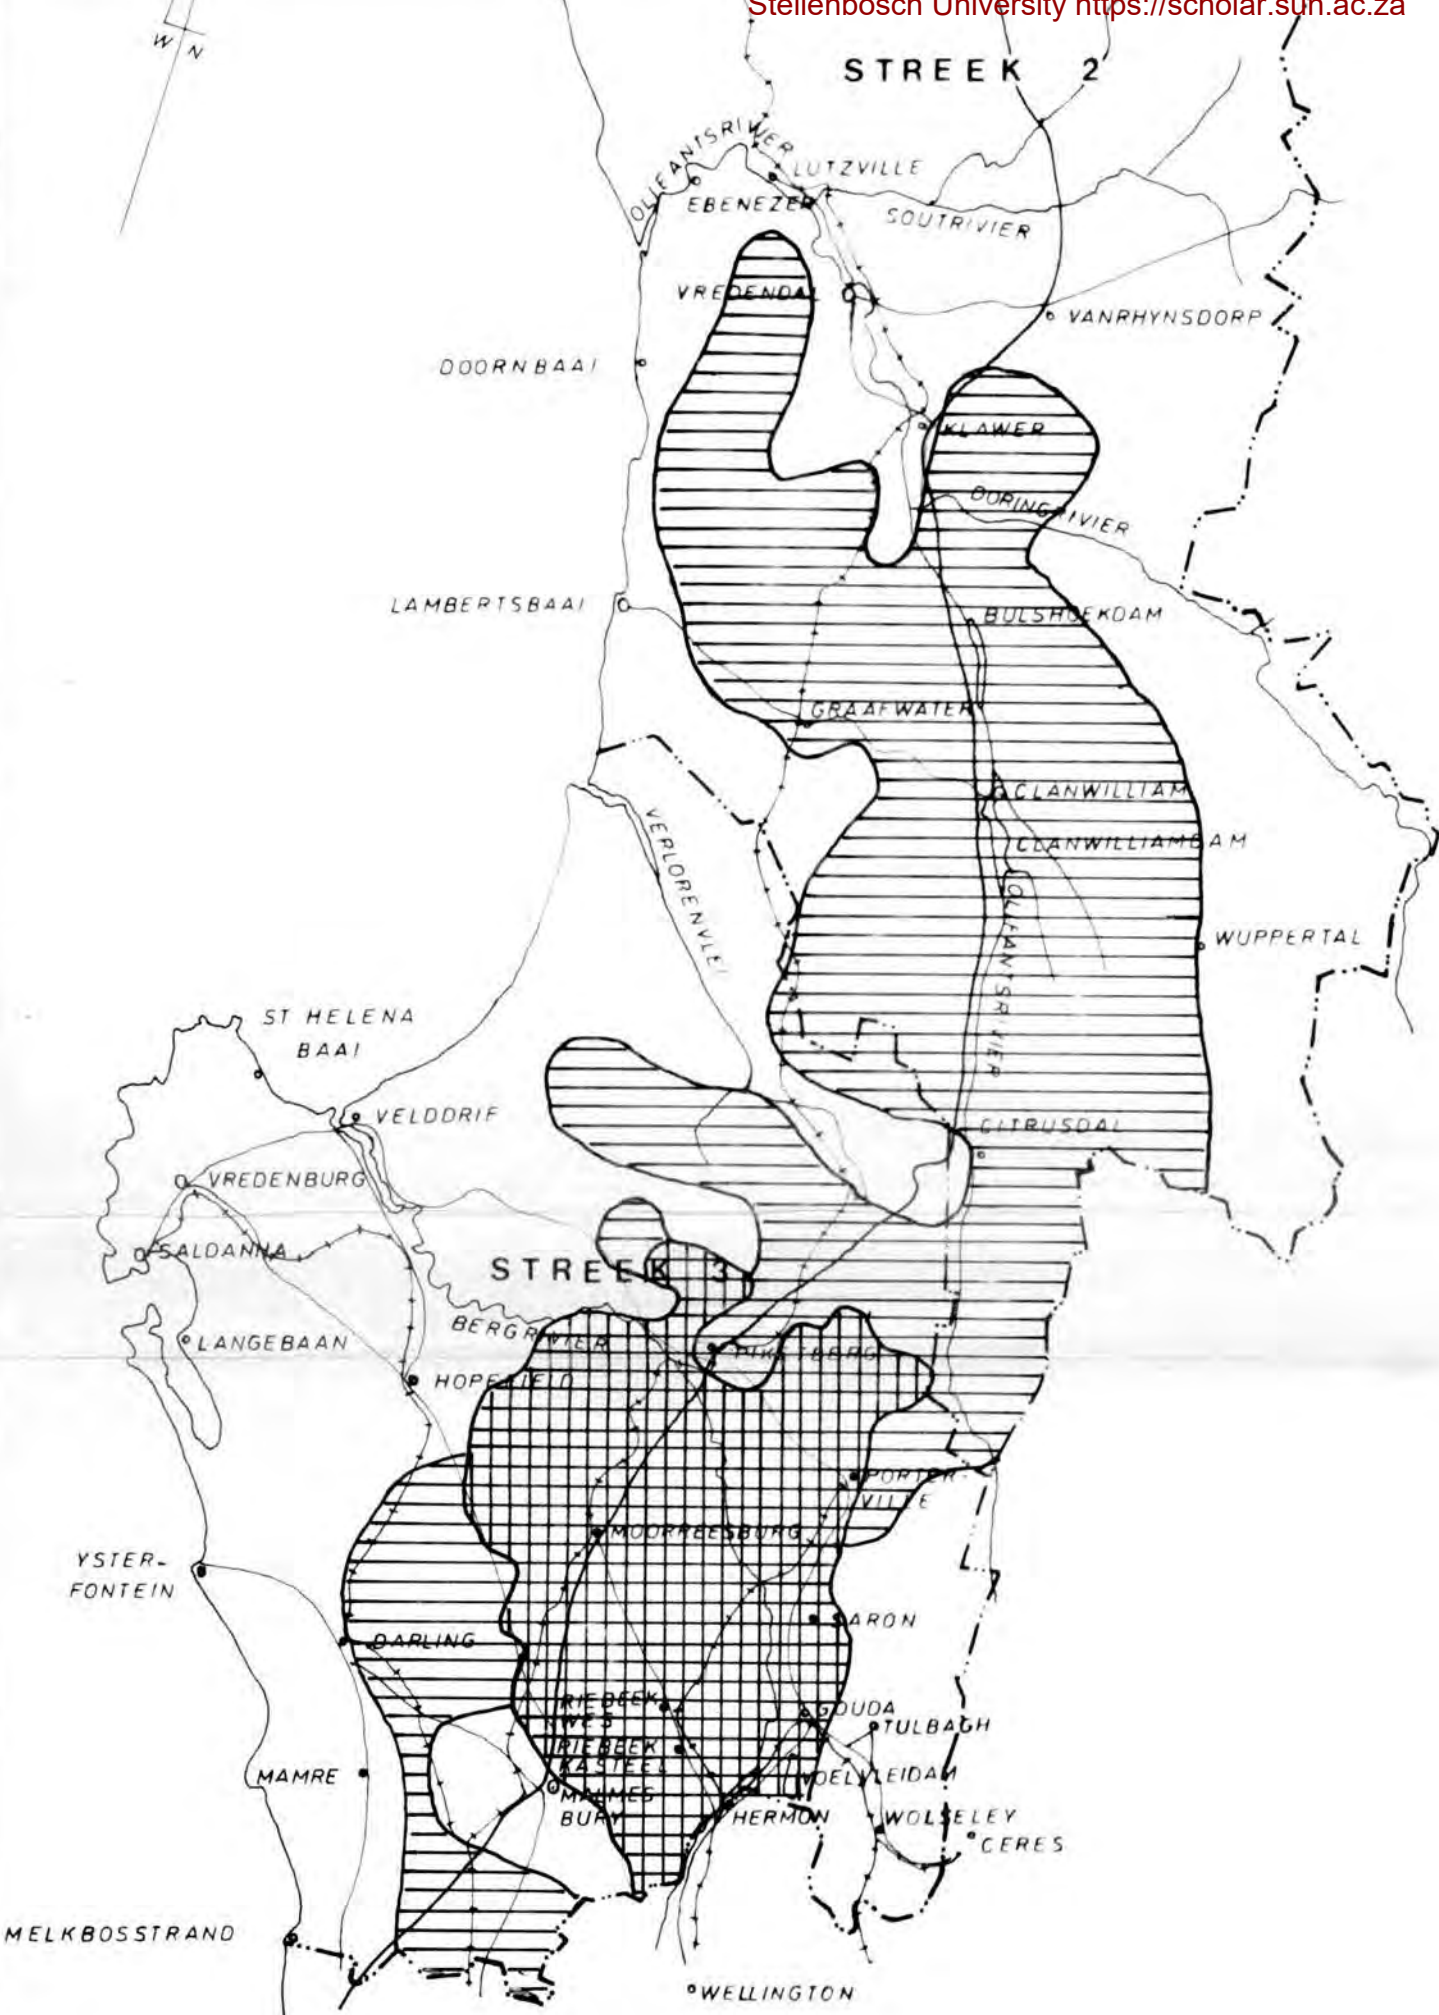 Stellenbosch University https://scholar.sun.ac.za
W N
STREEK 2
OLIFANTSRIWER
LUTZVILLE
EBENEZER
SOUTRIVIER
VREDENDAL
VANRHYNSDORP
DOORNBAAI
KLAWER
DORINGRIVIER
LAMBERTSBAAI
BULSHOEKDAM
GRAAFWATER
CLANWILLIAM
VERLORENVLEI
CLANWILLIAMDAM
OLIFANTSRIVIER
WUPPERTAL
ST HELENA
BAAI
VELDDRIF
CITRUSDAL
VREDENBURG
SALDANHA
STREEK 3
BERGRIVIER
LANGEBAAN
PIKETBERG
HOPEFIELD
PORTER-
VILLE
MOORREESBURG
YSTER-
FONTEIN
SARON
DARLING
RIEBEEK
WES
GOUDA
TULBAGH
RIEBEEK
KASTEEL
MAMRE
VOELVLEIDAM
MALMES
BURY
HERMON
WOLSELEY
CERES
MELKBOSSTRAND
WELLINGTON